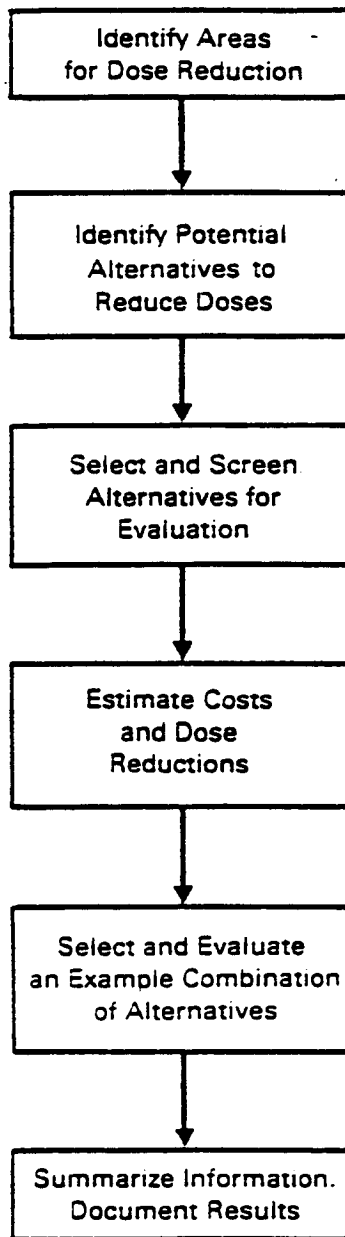 Identify Areas
for Dose Reduction
Identify Potential
Alternatives to
Reduce Doses
Select and Screen
Alternatives for
Evaluation
Estimate Costs
and Dose
Reductions
Select and Evaluate
an Example Combination
of Alternatives
Summarize Information.
Document Results